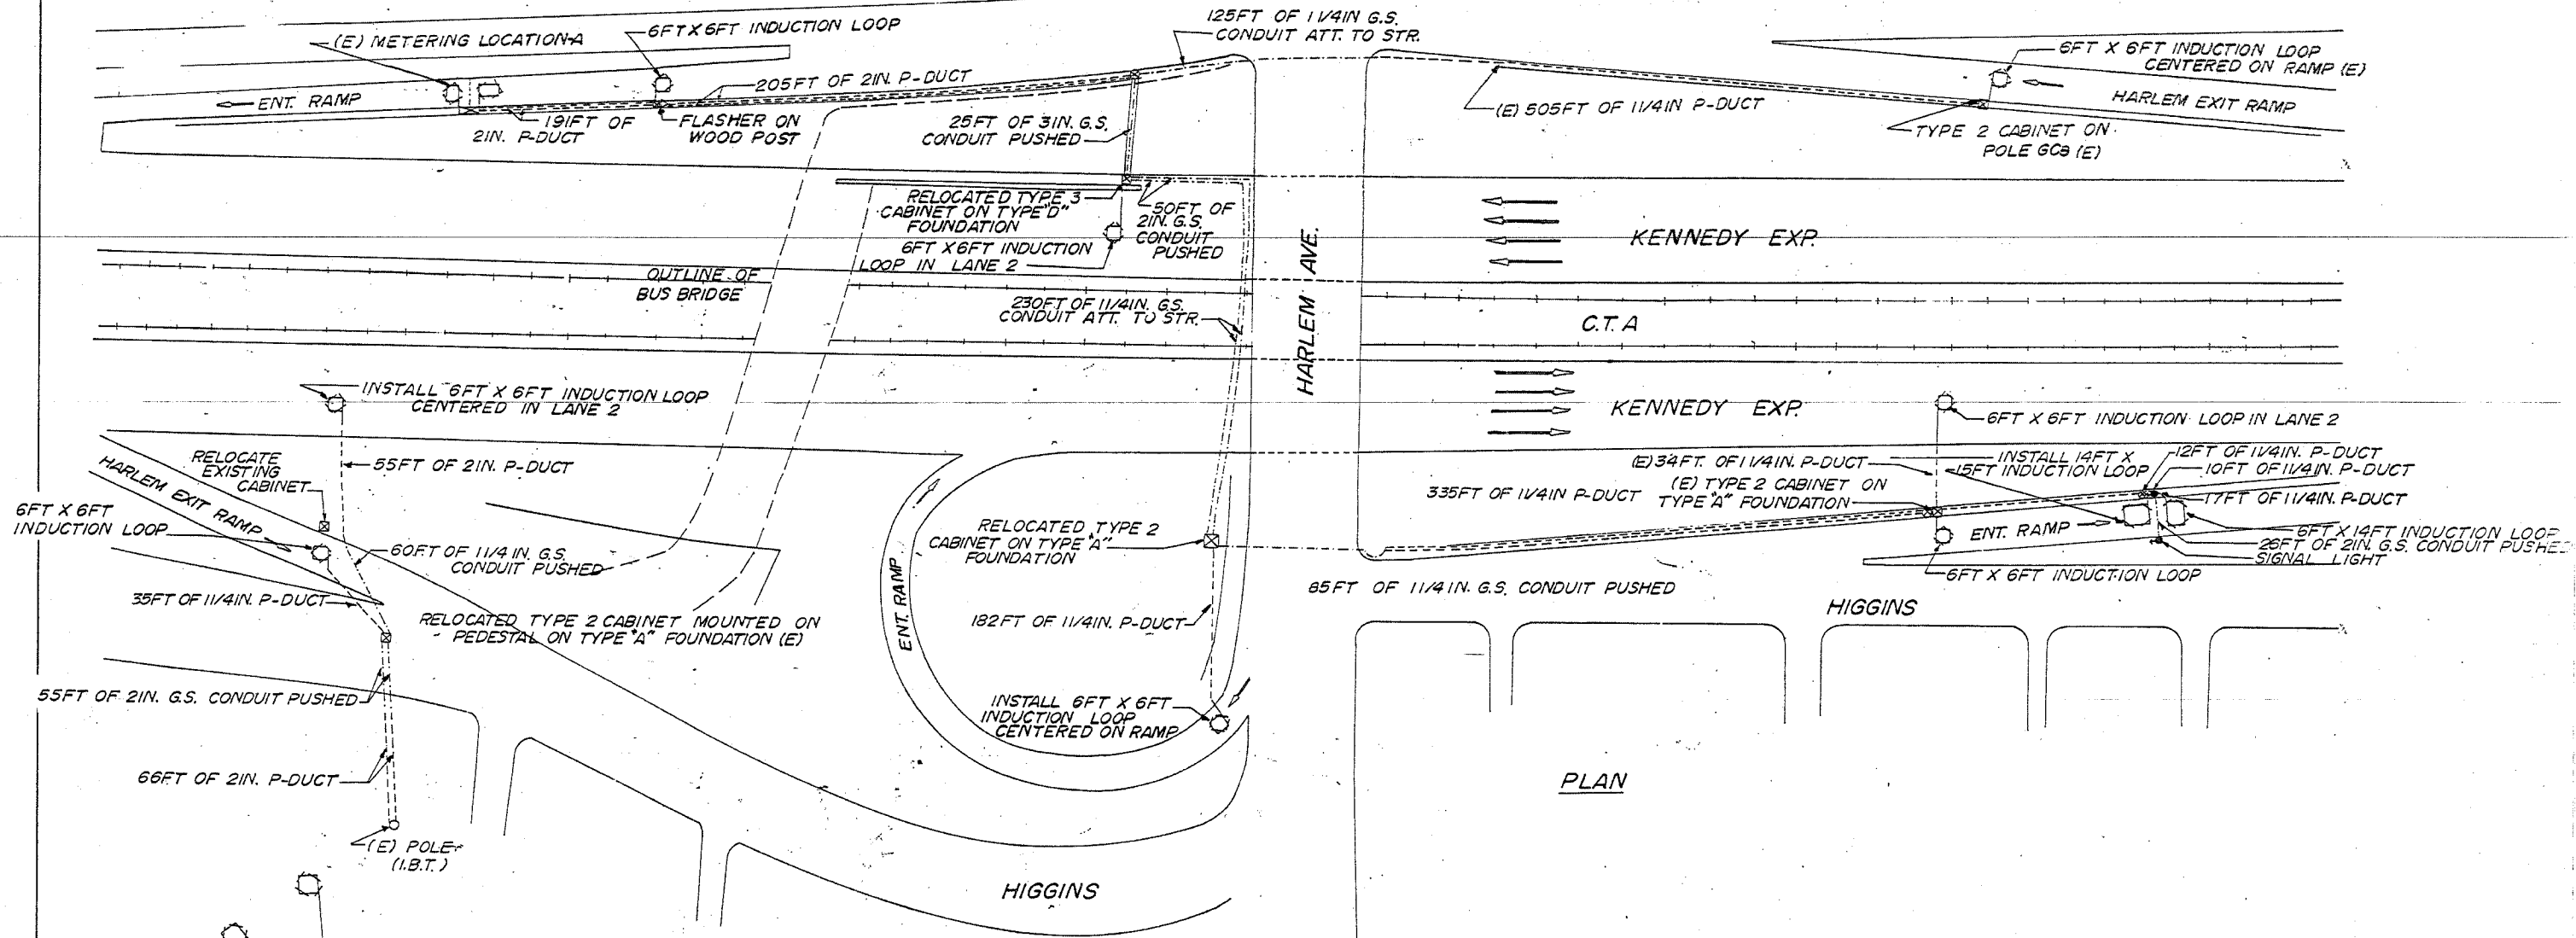 (E) METERING LOCATION-A
6FT X 6FT INDUCTION LOOP
125FT OF 1 1/4IN G.S.
CONDUIT ATT. TO STR.
6FT X 6FT INDUCTION LOOP
CENTERED ON RAMP (E)
ENT. RAMP
205FT OF 2IN. P-DUCT
(E) 505FT OF 1 1/4IN P-DUCT
HARLEM EXIT RAMP
191FT OF
2IN. P-DUCT
FLASHER ON
WOOD POST
25FT OF 3IN. G.S.
CONDUIT PUSHED
TYPE 2 CABINET ON
POLE GC8 (E)
RELOCATED TYPE 3
CABINET ON TYPE "D"
FOUNDATION
50FT OF
2IN. G.S.
CONDUIT
PUSHED
6FT X 6FT INDUCTION
LOOP IN LANE 2
HARLEM AVE.
KENNEDY EXP.
OUTLINE OF
BUS BRIDGE
230FT OF 1 1/4IN. G.S.
CONDUIT ATT. TO STR.
C.T.A
INSTALL 6FT X 6FT INDUCTION LOOP
CENTERED IN LANE 2
KENNEDY EXP.
6FT X 6FT INDUCTION LOOP IN LANE 2
RELOCATE
EXISTING
CABINET
55FT OF 2IN. P-DUCT
HARLEM EXIT RAMP
6FT X 6FT
INDUCTION LOOP
(E) 34FT. OF 1 1/4IN. P-DUCT
INSTALL 14FT X
15FT INDUCTION LOOP
12FT OF 1 1/4IN. P-DUCT
10FT OF 1 1/4IN. P-DUCT
17FT OF 1 1/4IN. P-DUCT
335FT OF 1 1/4IN P-DUCT
(E) TYPE 2 CABINET ON
TYPE "A" FOUNDATION
RELOCATED TYPE 2
CABINET ON TYPE "A"
FOUNDATION
ENT. RAMP
6FT X 14FT INDUCTION LOOP
26FT OF 2IN. G.S. CONDUIT PUSHED
SIGNAL LIGHT
6FT X 6FT INDUCTION LOOP
60FT OF 1 1/4 IN. G.S.
CONDUIT PUSHED
35FT OF 1 1/4IN. P-DUCT
RELOCATED TYPE 2 CABINET MOUNTED ON
PEDESTAL ON TYPE "A" FOUNDATION (E)
ENT. RAMP
85FT OF 1 1/4IN. G.S. CONDUIT PUSHED
182FT OF 1 1/4IN. P-DUCT
HIGGINS
55FT OF 2IN. G.S. CONDUIT PUSHED
INSTALL 6FT X 6FT
INDUCTION LOOP
CENTERED ON RAMP
66FT OF 2IN. P-DUCT
PLAN
(E) POLE
(I.B.T.)
HIGGINS